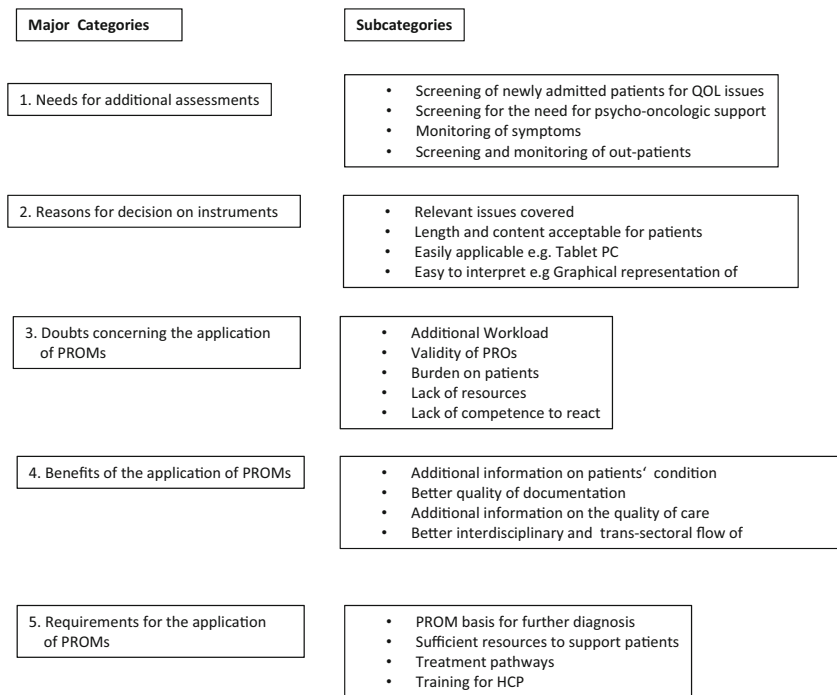 Major Categories
Subcategories
1. Needs for additional assessments
• Screening of newly admitted patients for QOL issues
• Screening for the need for psycho-oncologic support
• Monitoring of symptoms
• Screening and monitoring of out-patients
2. Reasons for decision on instruments
• Relevant issues covered
• Length and content acceptable for patients
• Easily applicable e.g. Tablet PC
• Easy to interpret e.g Graphical representation of
3. Doubts concerning the application
of PROMs
• Additional Workload
• Validity of PROs
• Burden on patients
• Lack of resources
• Lack of competence to react
4. Benefits of the application of PROMs
• Additional information on patients‘ condition
• Better quality of documentation
• Additional information on the quality of care
• Better interdisciplinary and trans-sectoral flow of
5. Requirements for the application
of PROMs
• PROM basis for further diagnosis
• Sufficient resources to support patients
• Treatment pathways
• Training for HCP